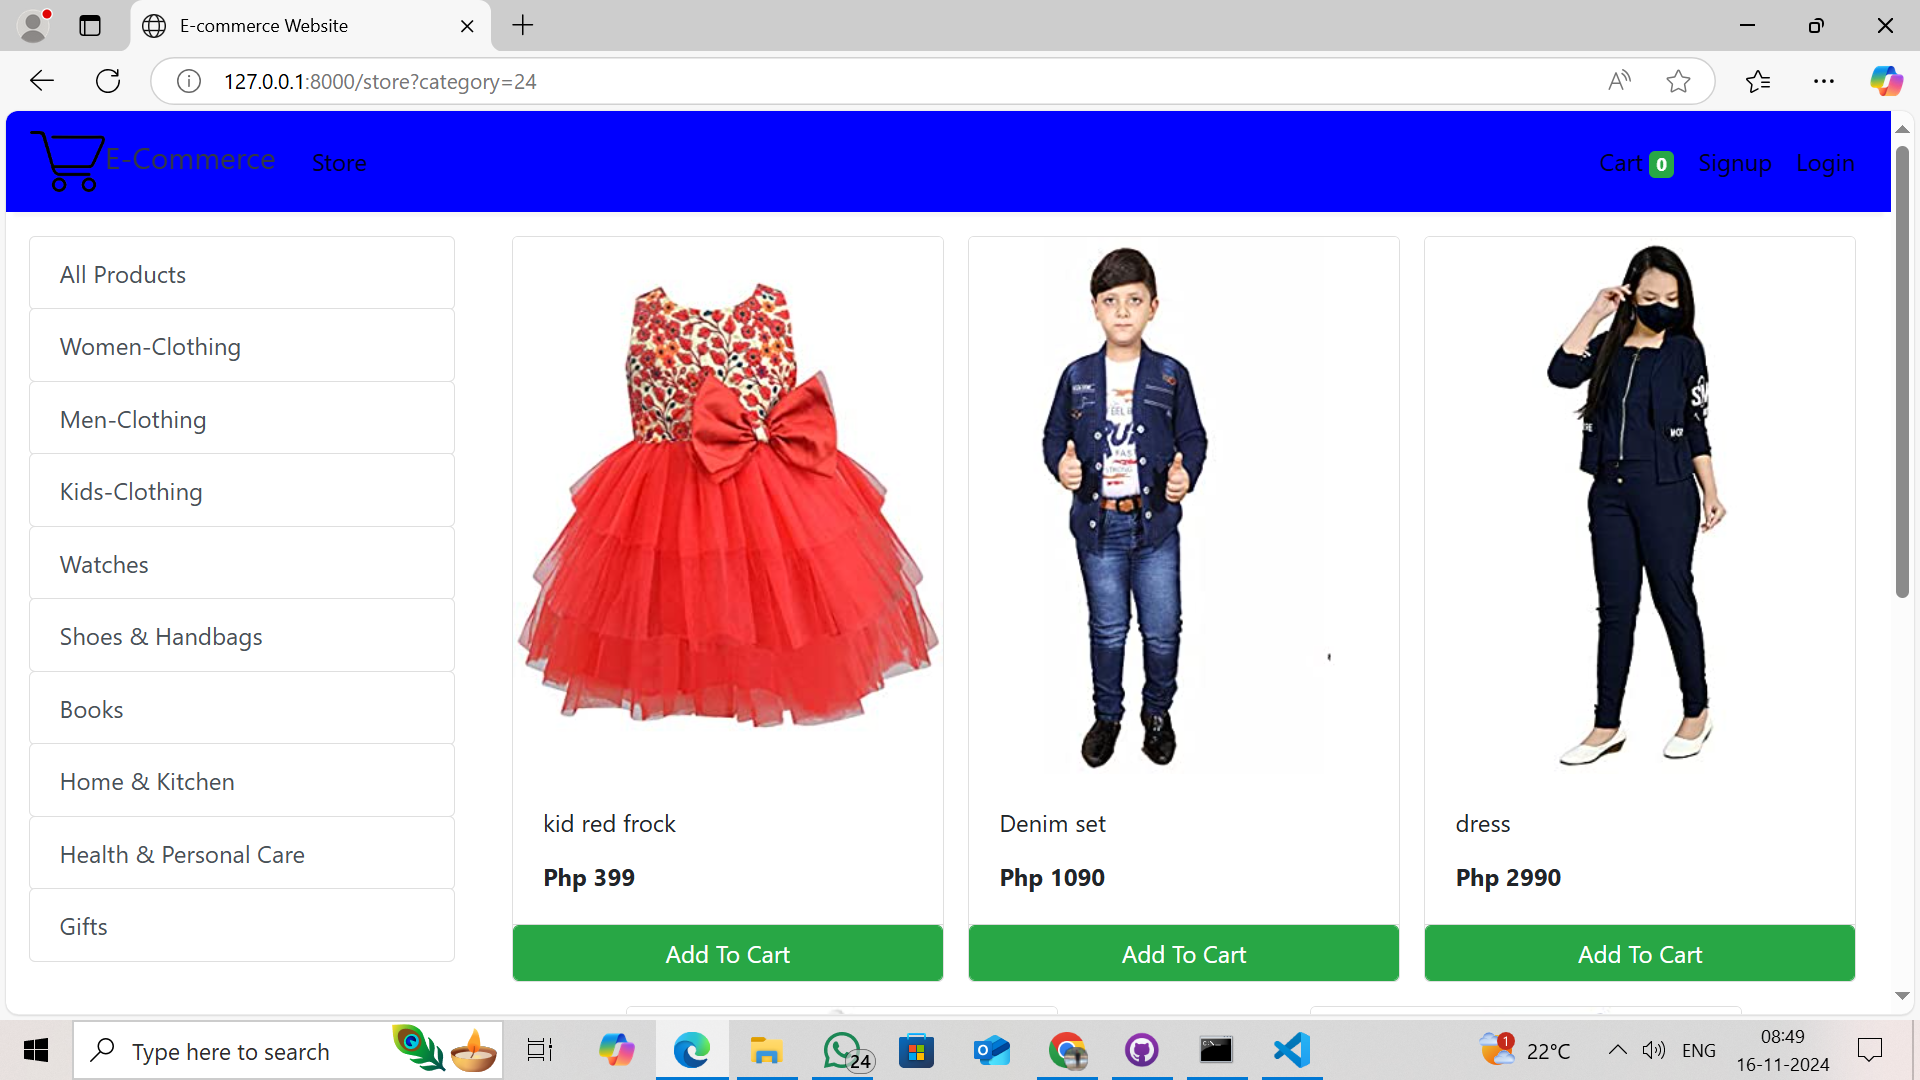 E-commerce Website
127.0.0.1:8000/store?category=24
E-Commerce
Store
Cart 0
Signup
Login
All Products
Women-Clothing
Men-Clothing
Kids-Clothing
Watches
Shoes & Handbags
Books
Home & Kitchen
Health & Personal Care
Gifts
kid red frock
Php 399
Add To Cart
Denim set
Php 1090
Add To Cart
dress
Php 2990
Add To Cart
Type here to search
24
1
22°C
ENG
08:49
16-11-2024